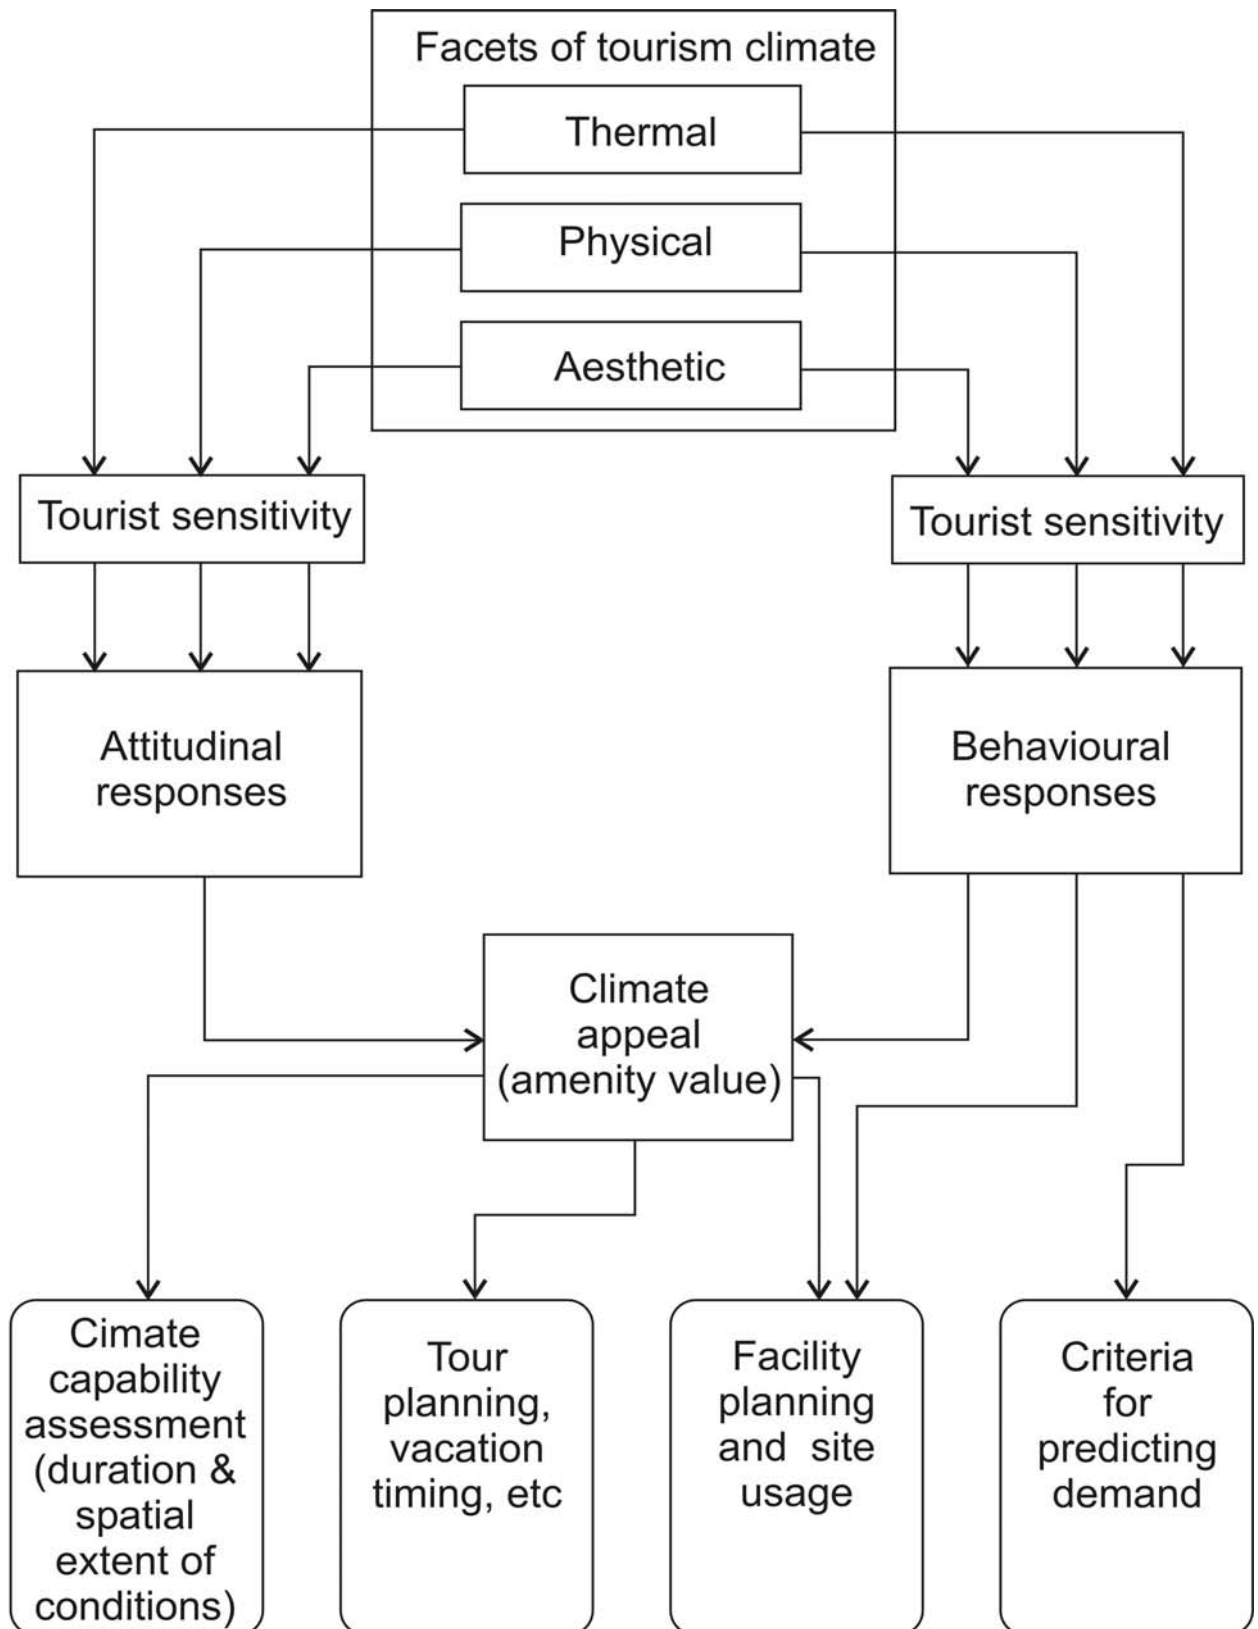 Facets of tourism climate
Thermal
Physical
Aesthetic
Tourist sensitivity
Tourist sensitivity
Attitudinal
responses
Behavioural
responses
Climate
appeal
(amenity value)
Cimate
capability
assessment
(duration &
spatial
extent of
conditions)
Tour
planning,
vacation
timing, etc
Facility
planning
and site
usage
Criteria
for
predicting
demand